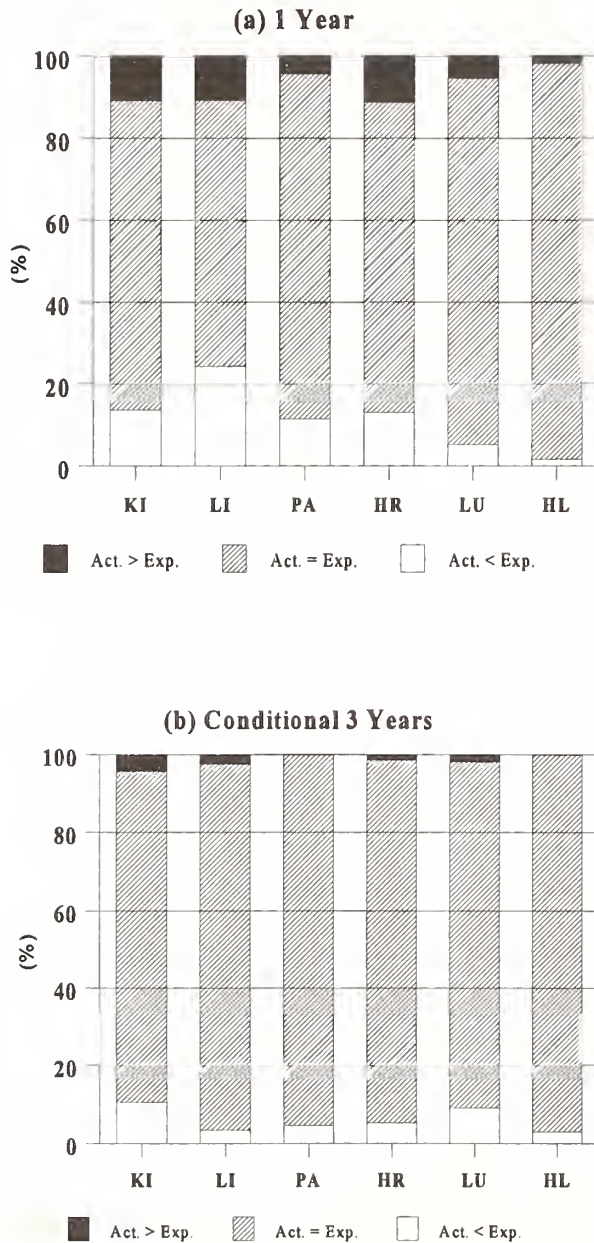 (a) 1 Year
100
80
60
40
20
0
(%)
KI LI PA HR LU HL
Act. > Exp. Act. = Exp. Act. < Exp.
(b) Conditional 3 Years
100
80
60
40
20
0
(%)
KI LI PA HR LU HL
Act. > Exp. Act. = Exp. Act. < Exp.